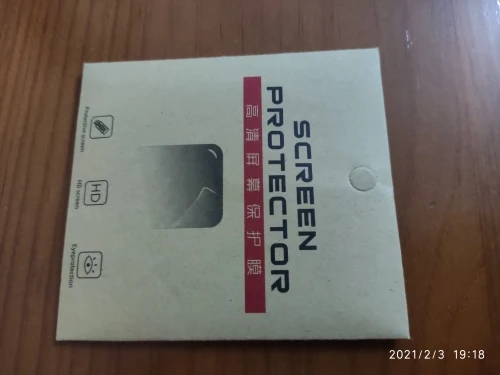 SCREEN
PROTECTOR
高清屏幕保护膜
Protective screen
HD
HD screen
Eyeprotection
2021/2/3 19:18